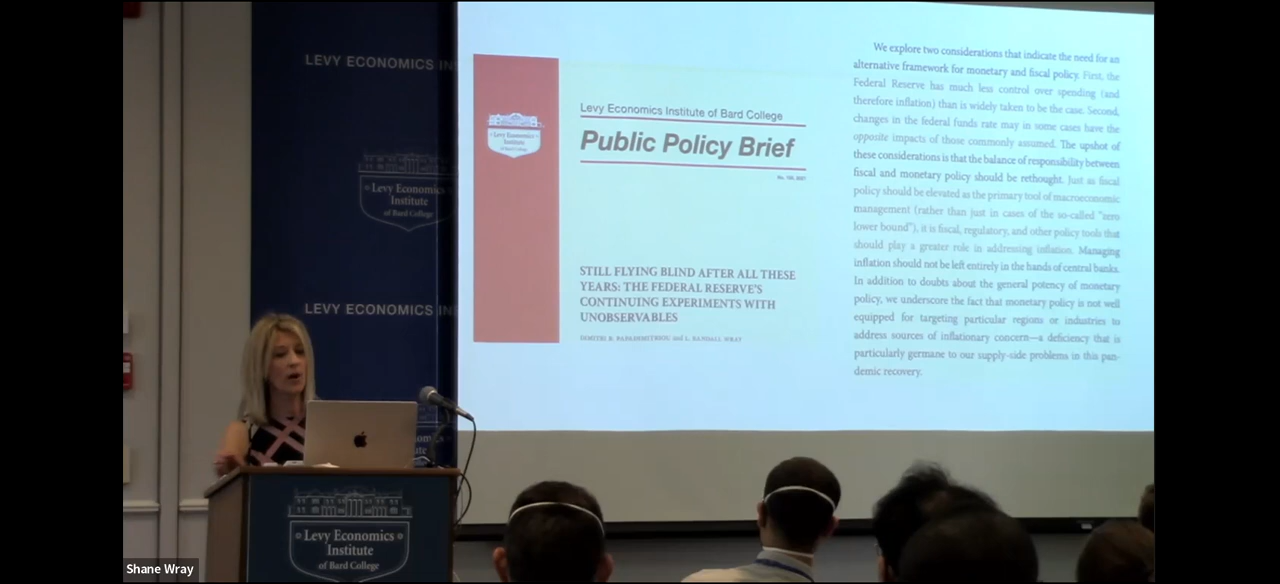 LEVY ECONOMICS IN
Levy Economics
Institute
of Bard College
LEVY ECONOMICS IN
Levy Economics
Institute
of Bard College
Levy Economics
Institute
of Bard College
Levy Economics Institute of Bard College
Public Policy Brief
STILL FLYING BLIND AFTER ALL THESE
YEARS: THE FEDERAL RESERVE'S
CONTINUING EXPERIMENTS WITH
UNOBSERVABLES
DIMITRI B. PAPADIMITRIOU and L. RANDALL WRAY
We explore two considerations that indicate the need for an
alternative framework for monetary and fiscal policy. First, the
Federal Reserve has much less control over spending (and
therefore inflation) than is widely taken to be the case. Second,
changes in the federal funds rate may in some cases have the
opposite impacts of those commonly assumed. The upshot of
these considerations is that the balance of responsibility between
fiscal and monetary policy should be rethought. Just as fiscal
policy should be elevated as the primary tool of macroeconomic
management (rather than just in cases of the so-called "zero
lower bound"), it is fiscal, regulatory, and other policy tools that
should play a greater role in addressing inflation. Managing
inflation should not be left entirely in the hands of central banks.
In addition to doubts about the general potency of monetary
policy, we underscore the fact that monetary policy is not well
equipped for targeting particular regions or industries to
address sources of inflationary concern—a deficiency that is
particularly germane to our supply-side problems in this pan-
demic recovery.
Shane Wray